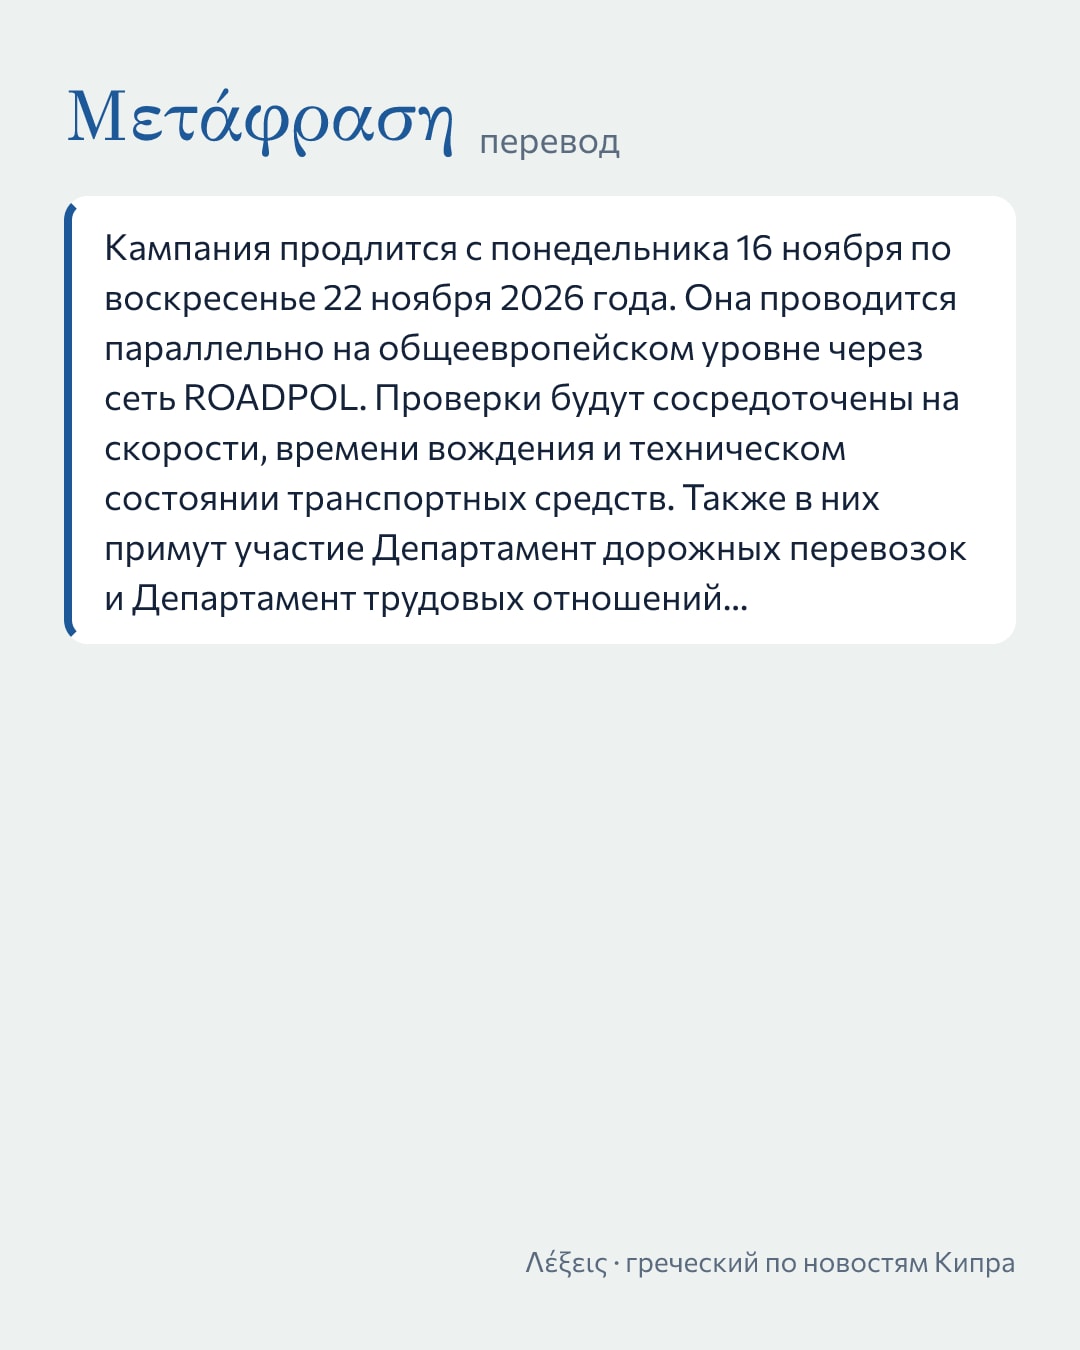 Μετάφραση перевод
Кампания продлится с понедельника 16 ноября по
воскресенье 22 ноября 2026 года. Она проводится
параллельно на общеевропейском уровне через
сеть ROADPOL. Проверки будут сосредоточены на
скорости, времени вождения и техническом
состоянии транспортных средств. Также в них
примут участие Департамент дорожных перевозок
и Департамент трудовых отношений...
Λέξεις · греческий по новостям Кипра